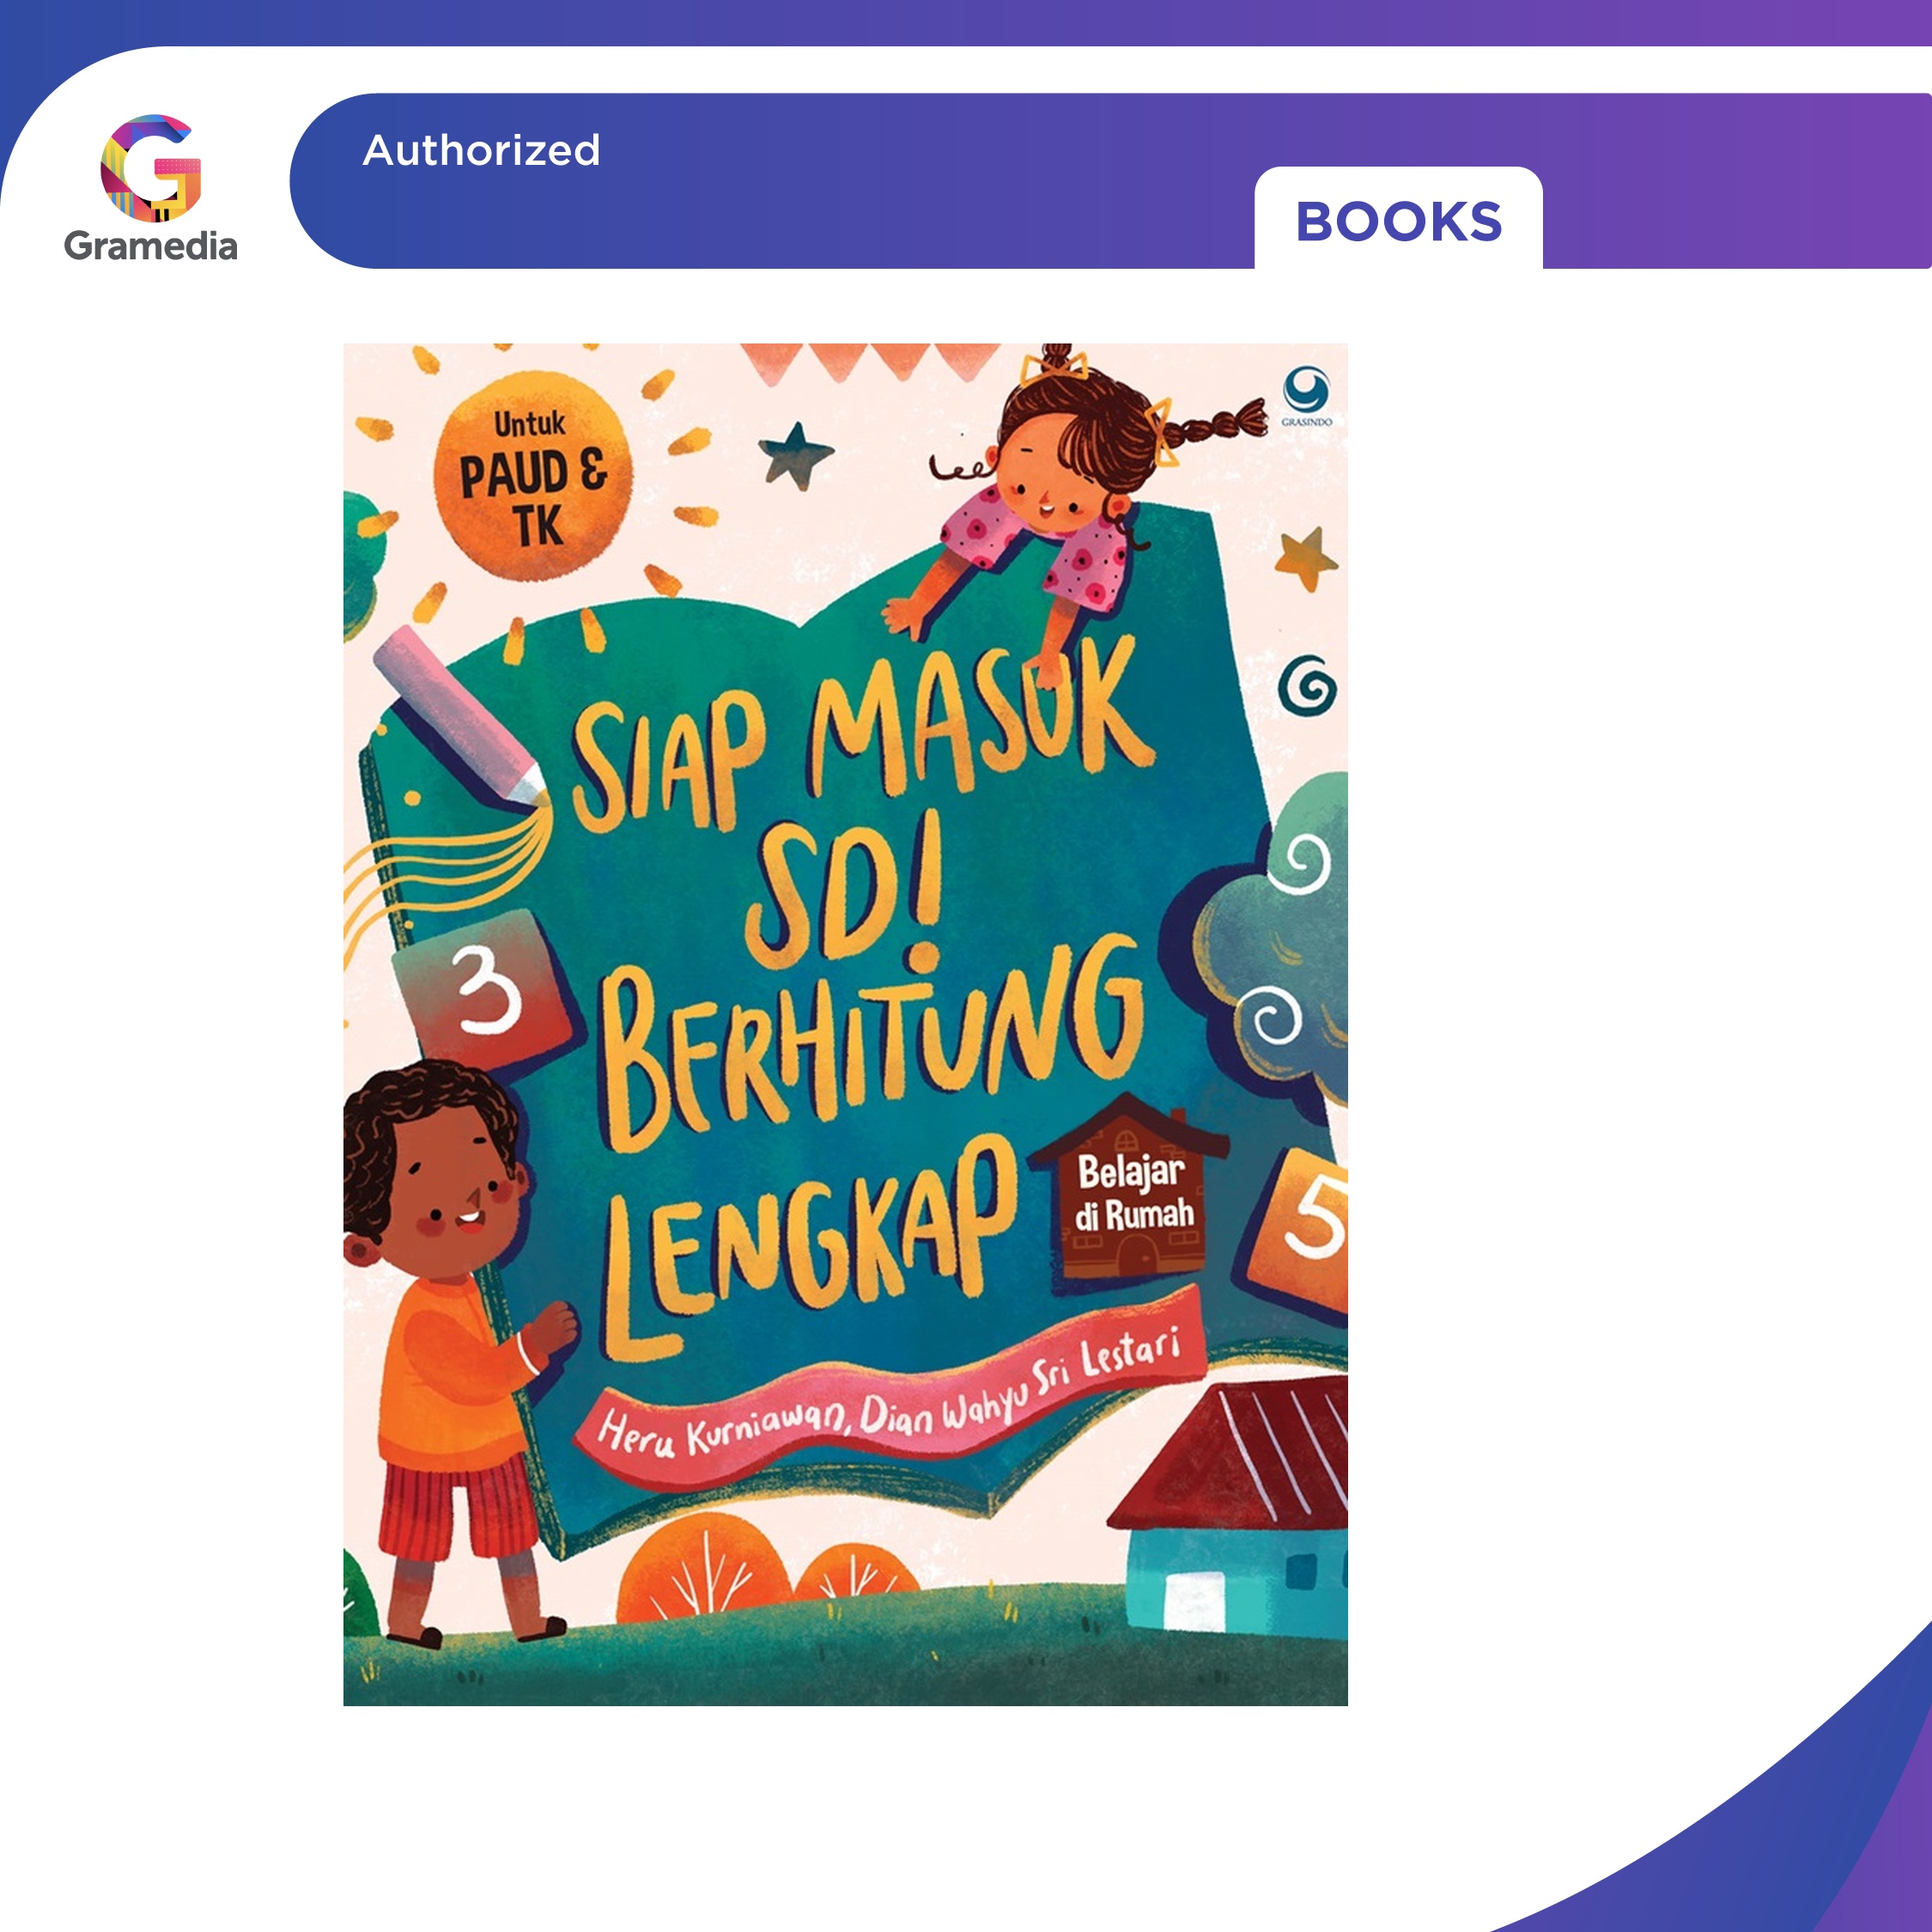 Authorized
BOOKS
Gramedia
Untuk
PAUD &
TK
GRASINDO
SIAP MASUK
SD!
BERHITUNG
LENGKAP
3
Belajar
di Rumah
5
Heru Kurniawan, Dian Wahyu Sri Lestari